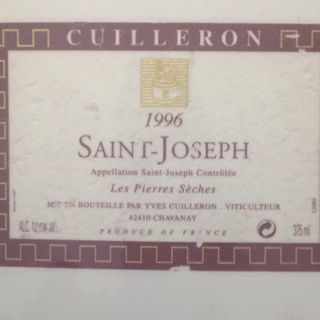 CUILLERON
1996
SAINT-JOSEPH
Appellation Saint-Joseph Contrôlée
Les Pierres Sèches
MIS EN BOUTEILLE PAR YVES CUILLERON . VITICULTEUR
42410 CHAVANAY
ALC. 375 ml
PRODUCE OF FRANCE